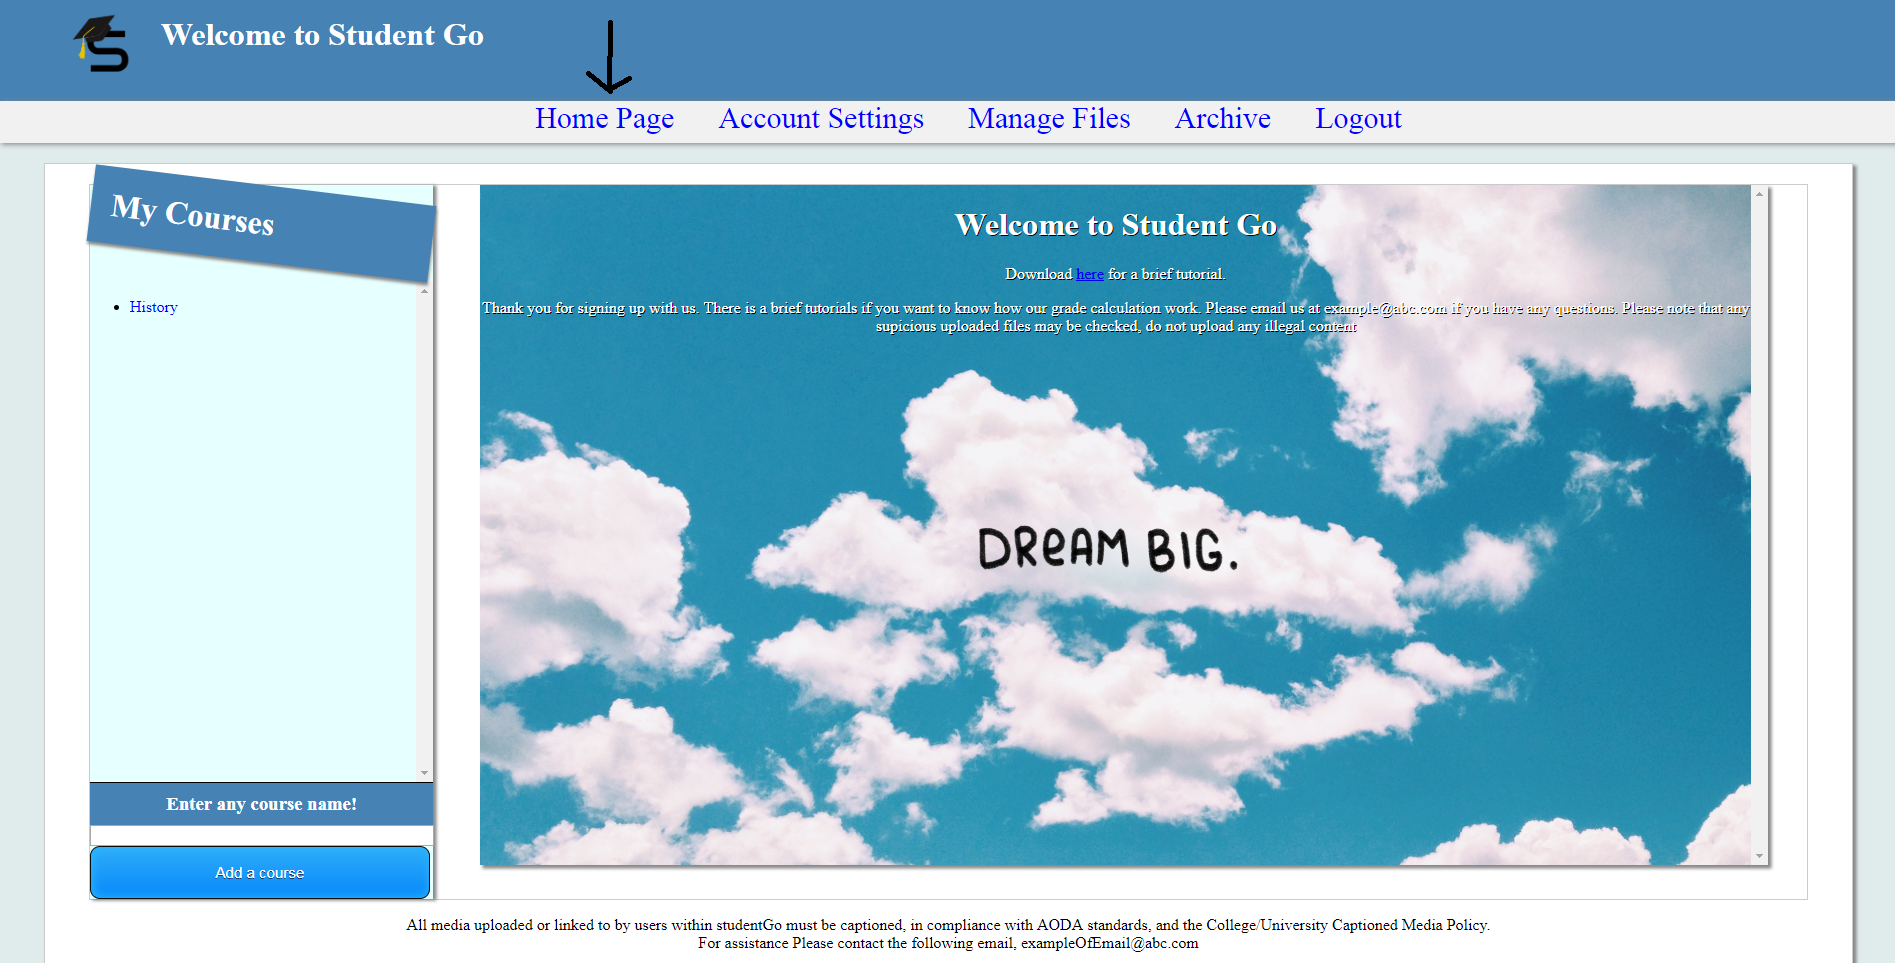 S
Welcome to Student Go
Home Page Account Settings Manage Files Archive Logout
My Courses
History
Enter any course name!
Add a course
Welcome to Student Go
Download here for a brief tutorial.
Thank you for signing up with us. There is a brief tutorials if you want to know how our grade calculation work. Please email us at example@abc.com if you have any questions. Please note that any
supicious uploaded files may be checked, do not upload any illegal content
DREAM BIG.
All media uploaded or linked to by users within studentGo must be captioned, in compliance with AODA standards, and the College/University Captioned Media Policy.
For assistance Please contact the following email, exampleOfEmail@abc.com